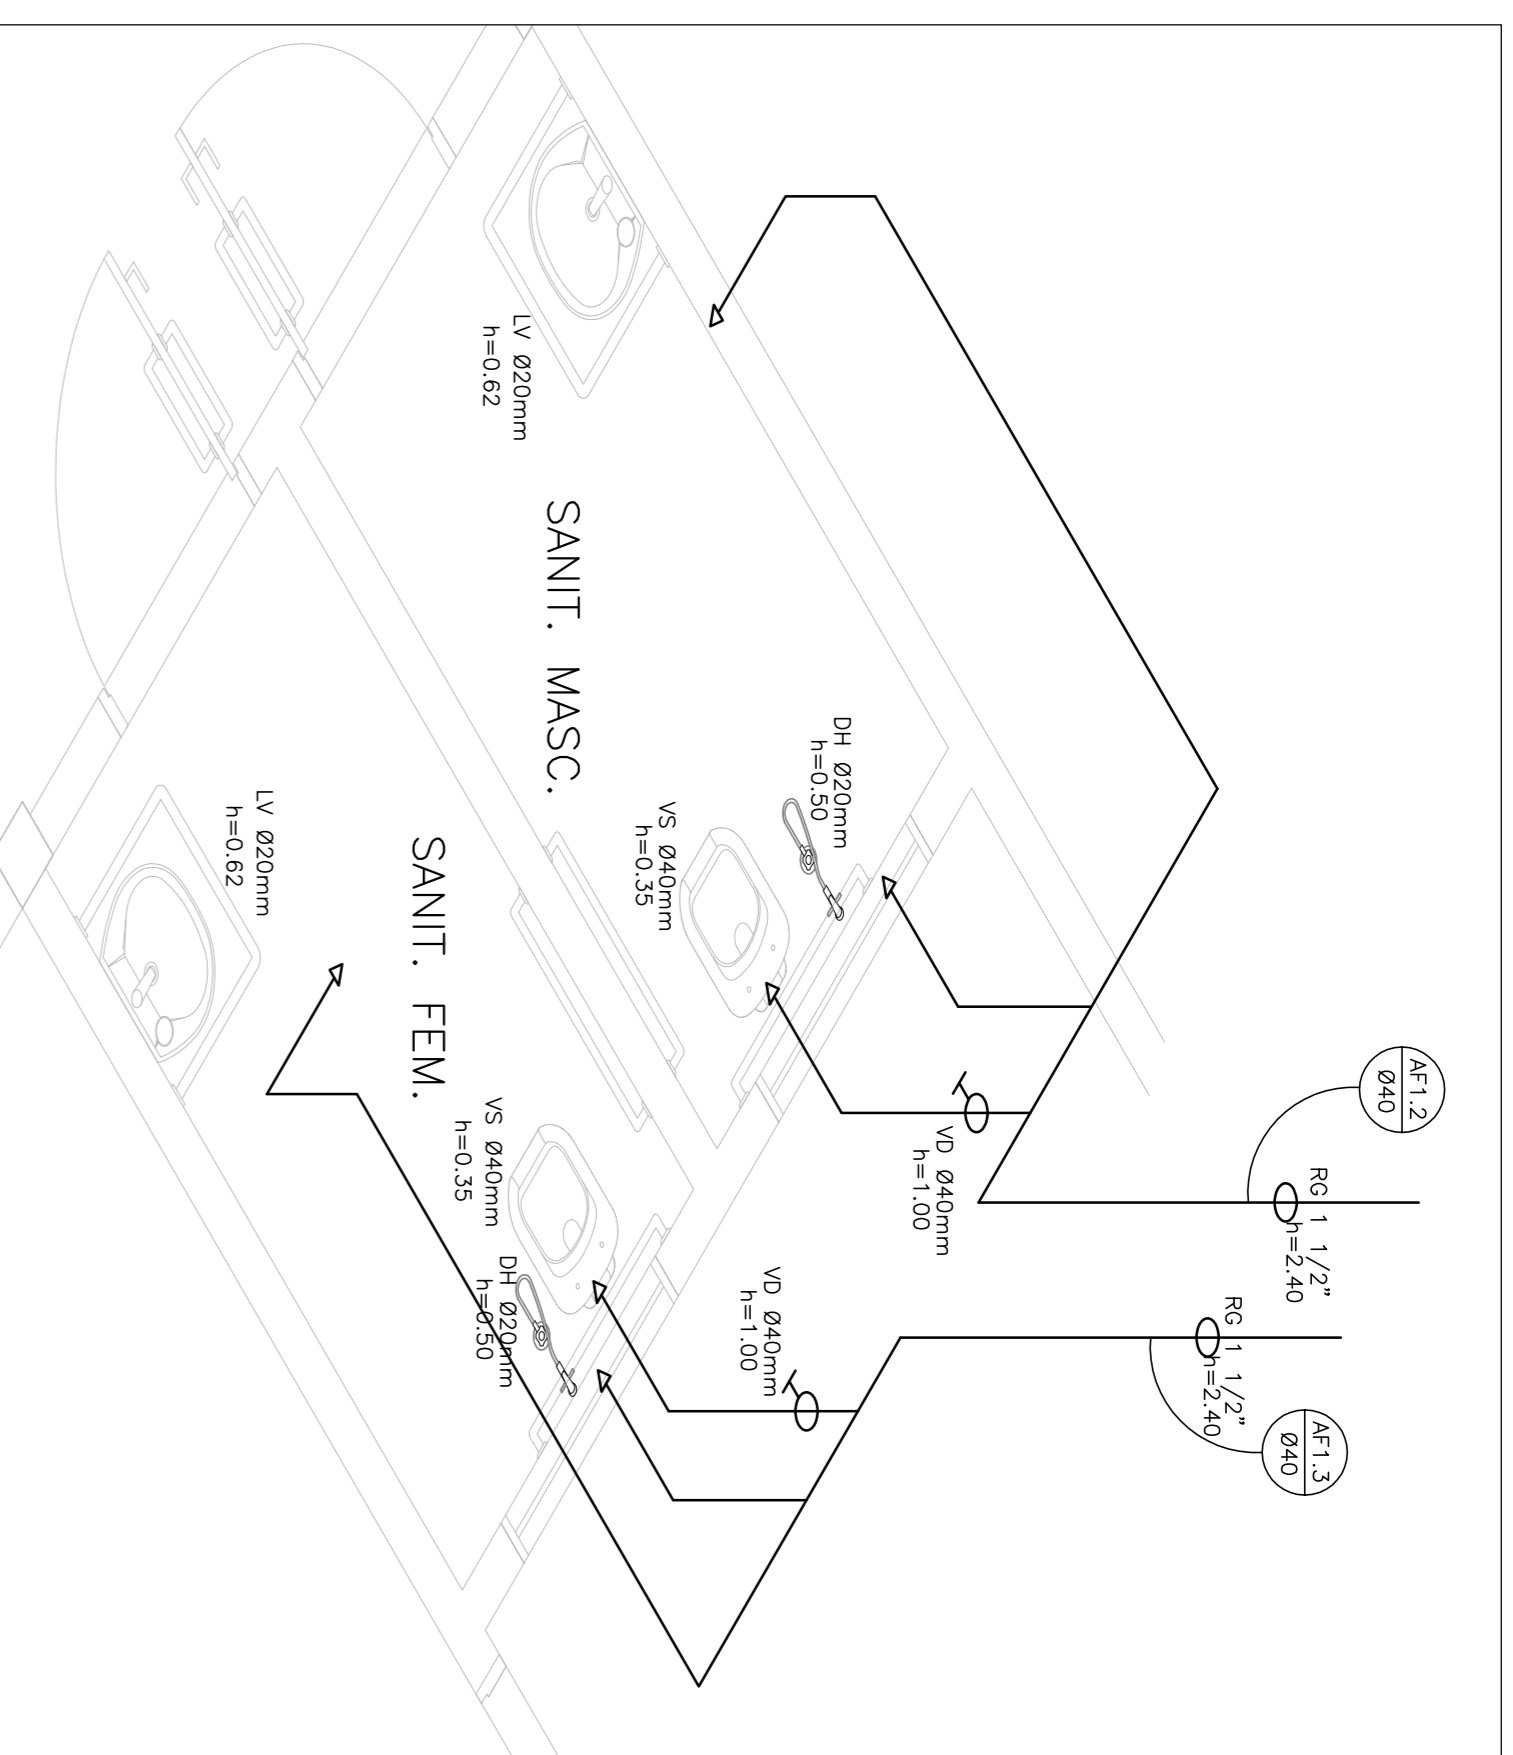 AF1.2
Ø40
RG 1 1/2"
h=2.40
AF1.3
Ø40
RG 1 1/2"
h=2.40
VD Ø40mm
h=1.00
VD Ø40mm
h=1.00
DH Ø20mm
h=0.50
VS Ø40mm
h=0.35
LV Ø20mm
h=0.62
SANIT. MASC.
SANIT. FEM.
VS Ø40mm
h=0.35
DH Ø20mm
h=0.50
LV Ø20mm
h=0.62